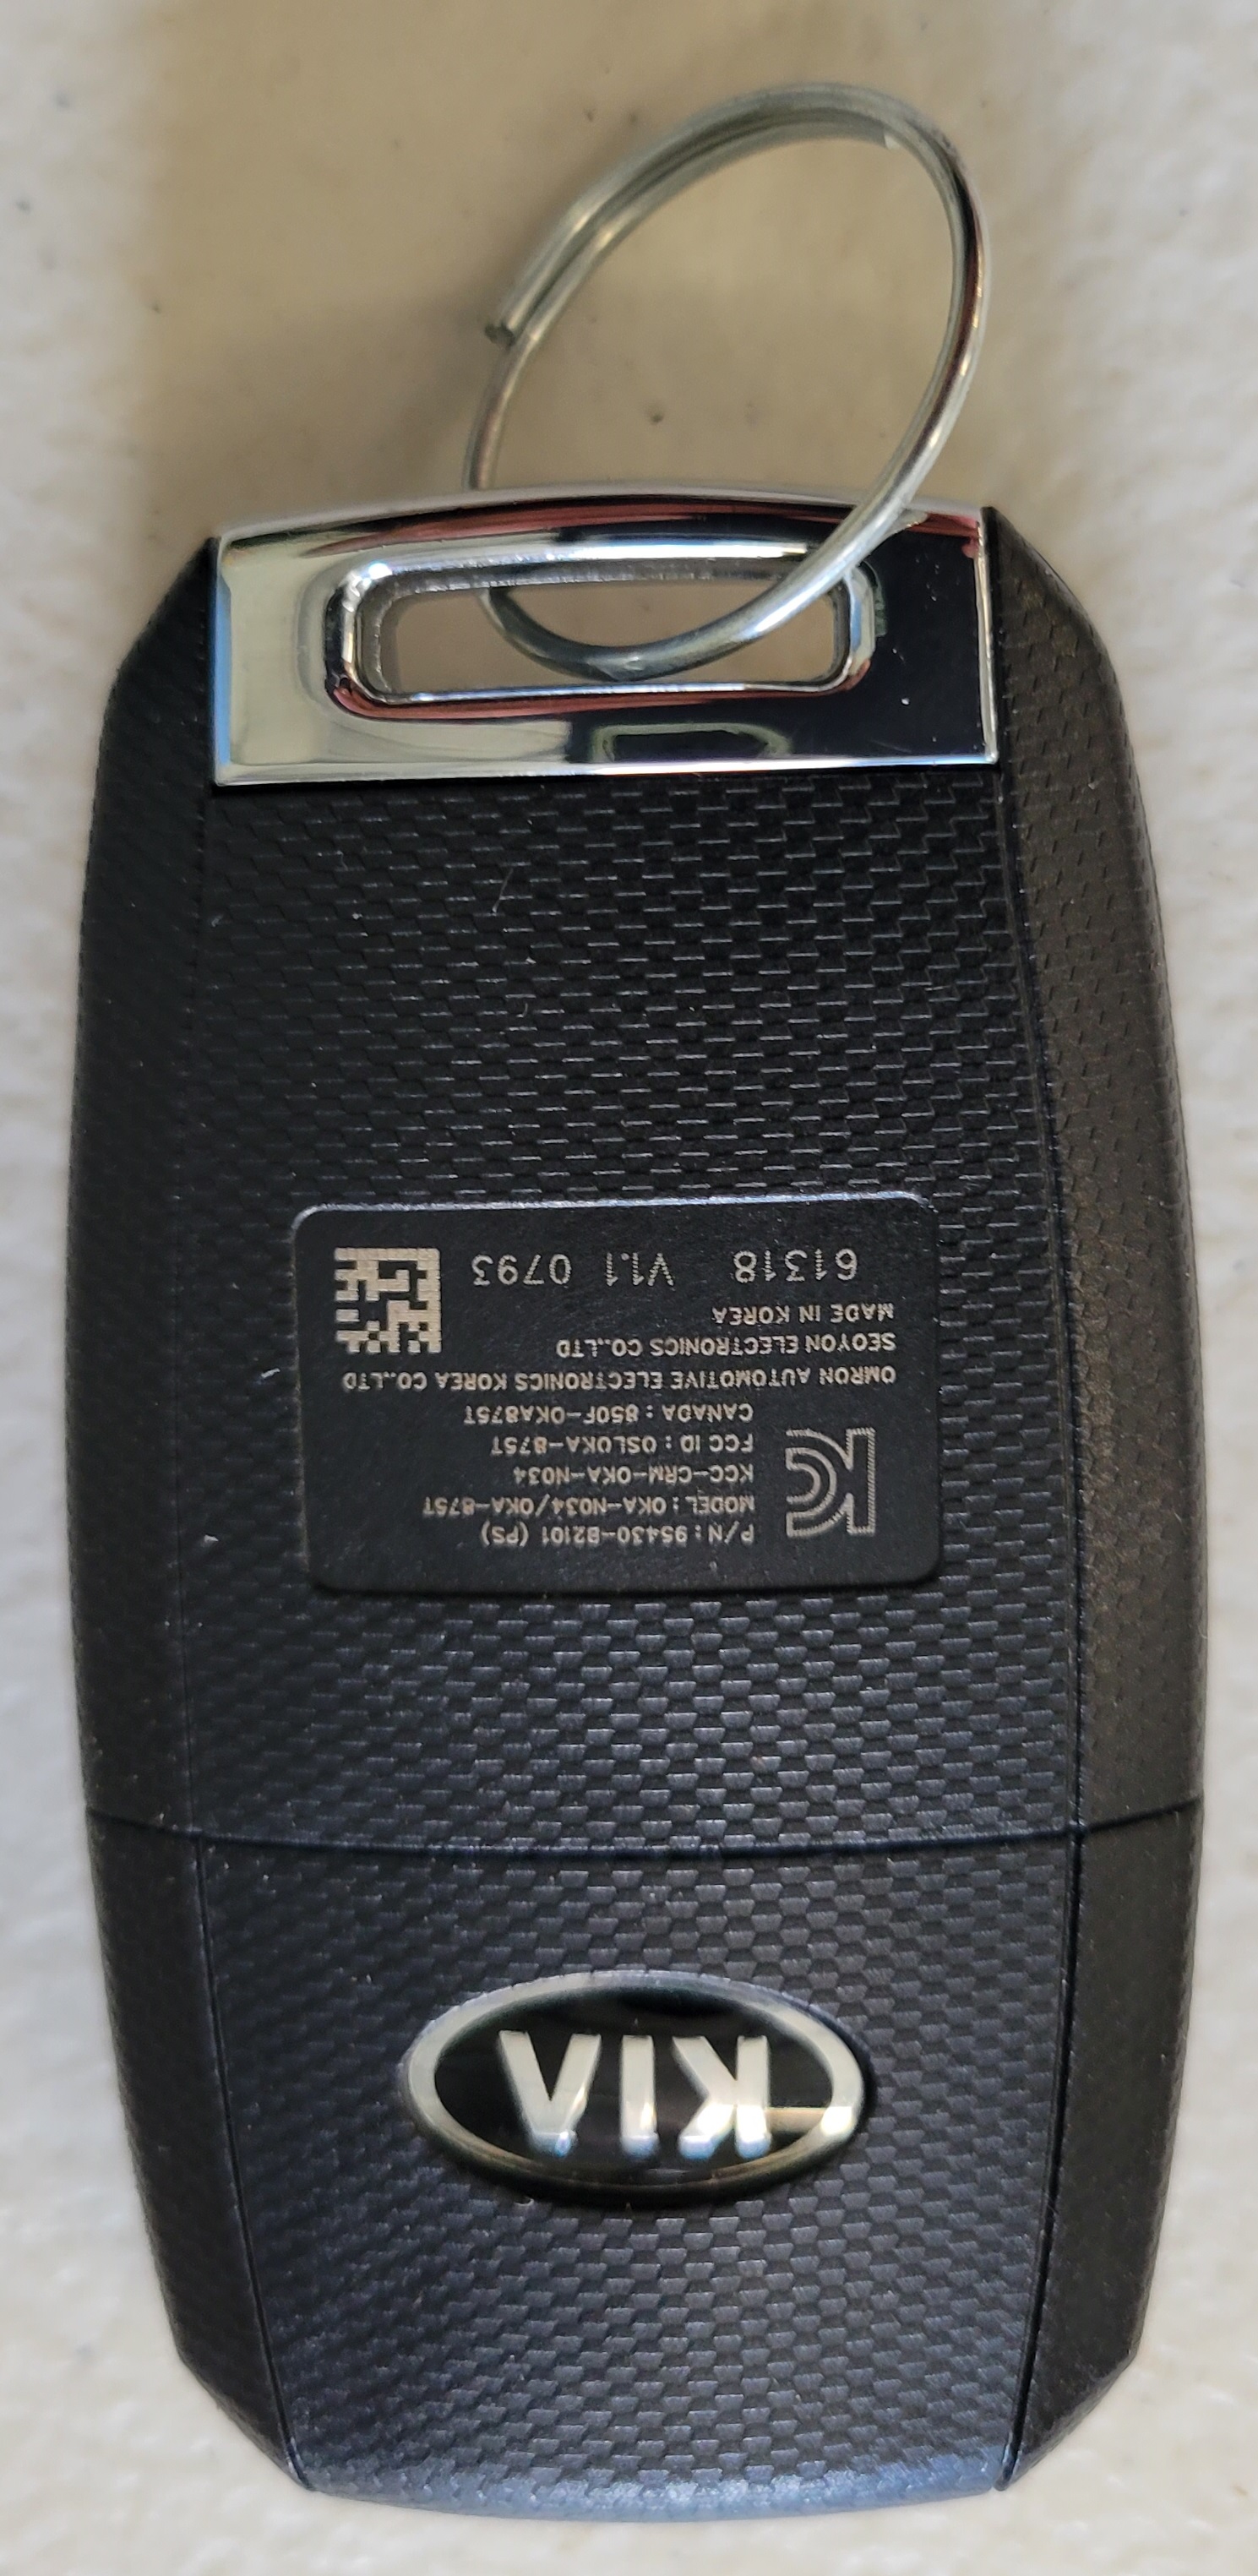 KIA
P/N : 95430-B2101 (PS)
MODEL : OKA-N034/OKA-875T
KCC-CRM-OKA-N034
FCC ID : OSLOKA-875T
CANADA : 850F-OKA875T
OMRON AUTOMOTIVE ELECTRONICS KOREA CO.,LTD
SEOYON ELECTRONICS CO.,LTD
MADE IN KOREA
61318 V1.1 0793